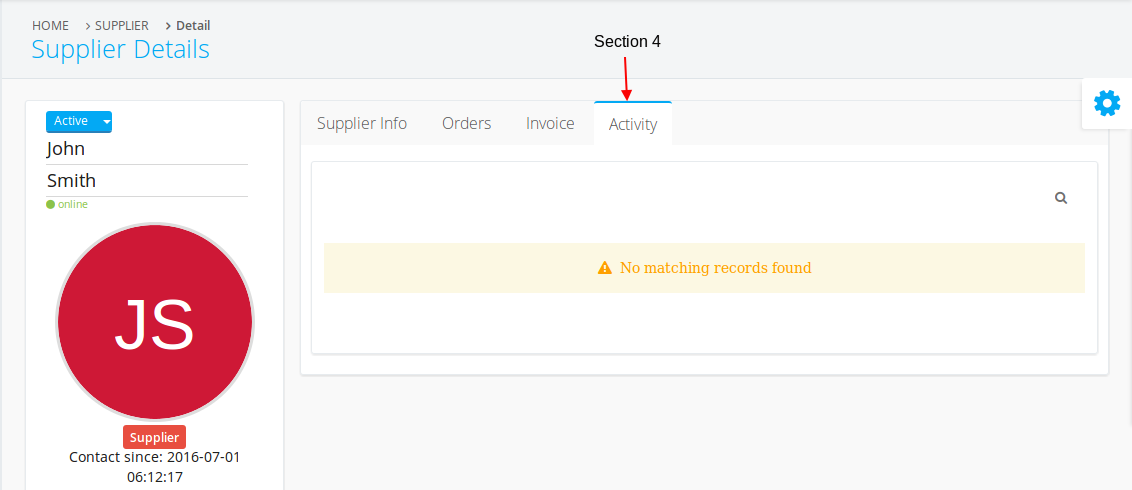 HOME > SUPPLIER > Detail
Supplier Details
Section 4
Active
John
Smith
online
JS
Supplier
Contact since: 2016-07-01
06:12:17
Supplier Info Orders Invoice Activity
No matching records found